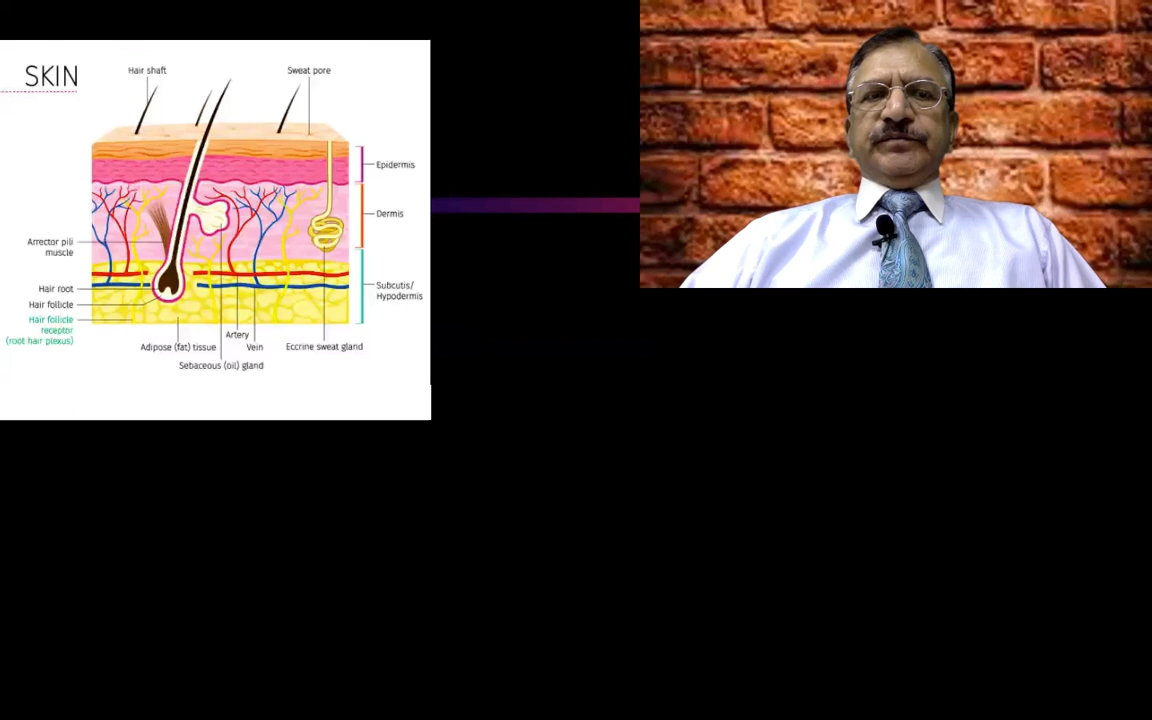 SKIN
Hair shaft
Sweat pore
Epidermis
Dermis
Arrector pili
muscle
Hair root
Hair follicle
Hair follicle
receptor
(root hair plexus)
Subcutis/
Hypodermis
Artery
Adipose (fat) tissue
Vein
Eccrine sweat gland
Sebaceous (oil) gland